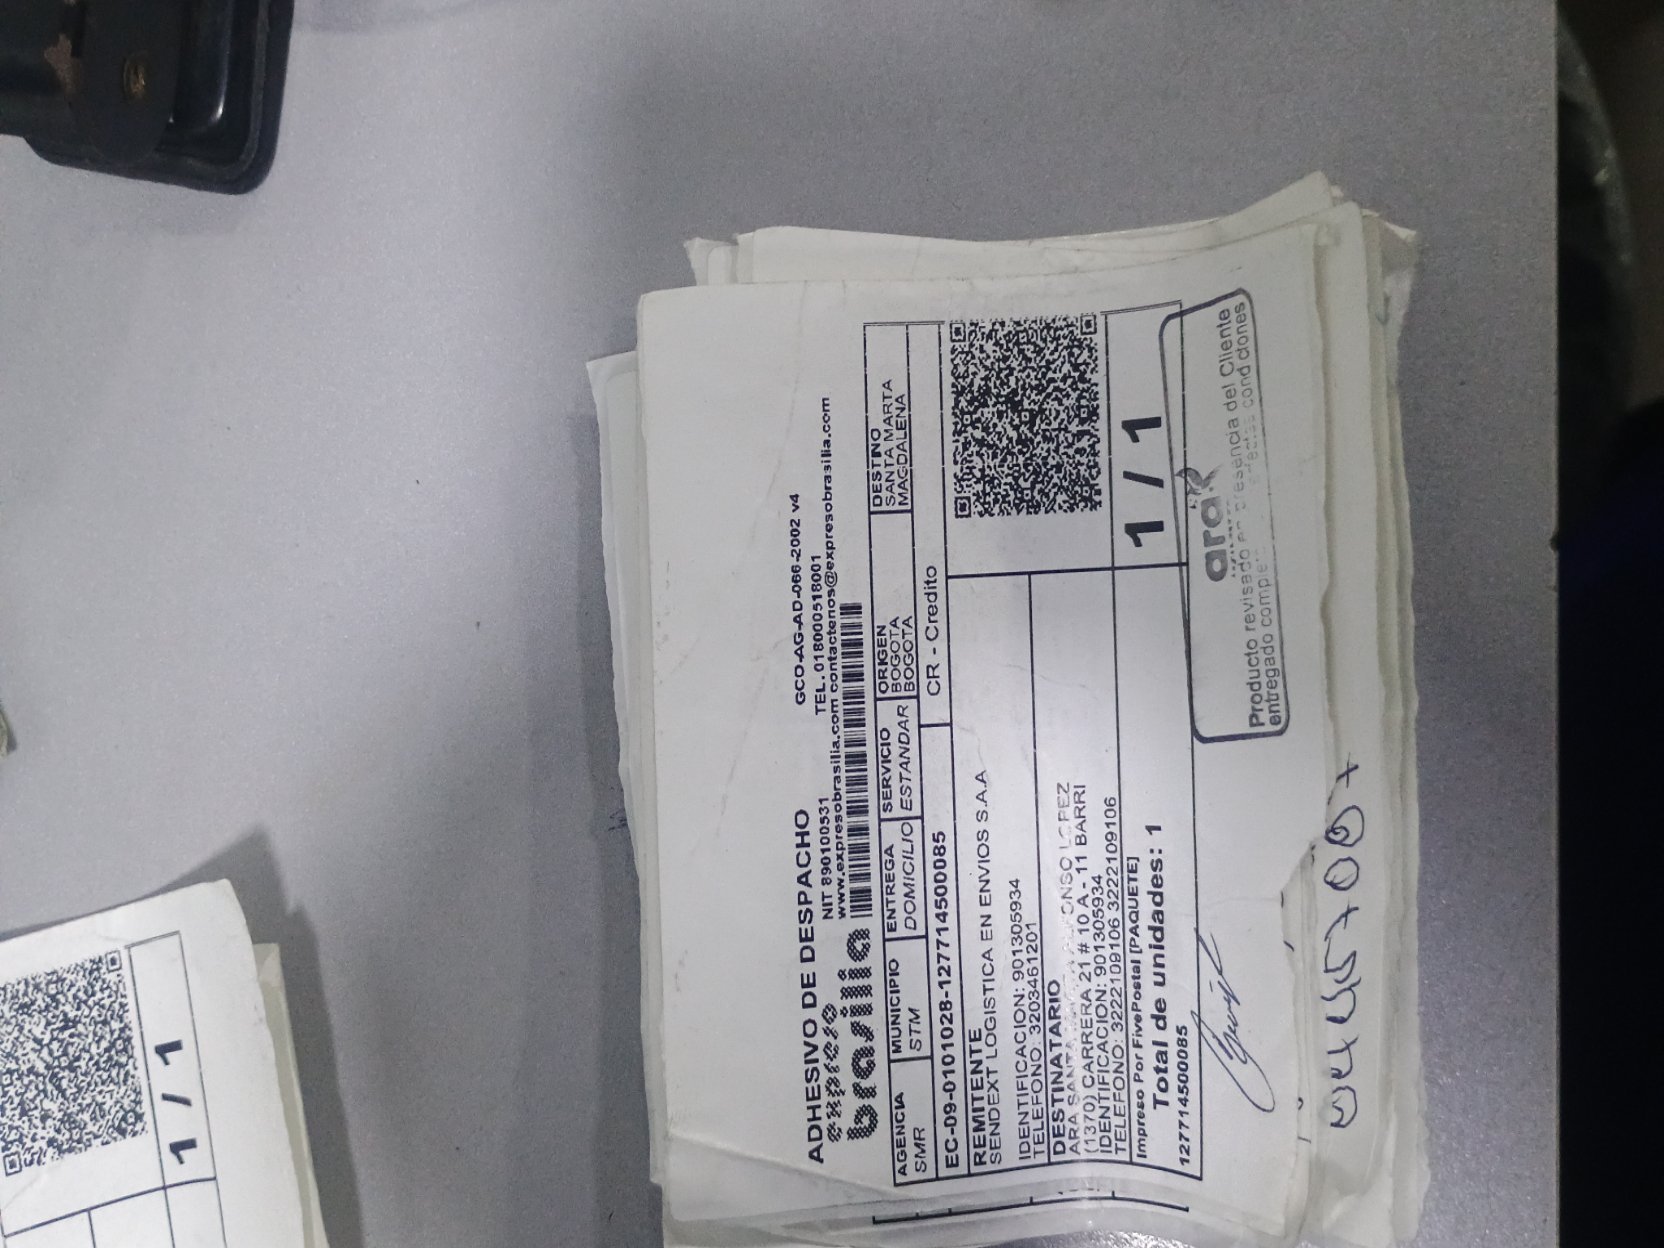 ADHESIVO DE DESPACHO
GCO-AG-AD-066-2002 v4
expreso
brasilia
NIT 890100531
TEL. 018000518001
www.expresobrasilia.com contactenos@expresobrasilia.com
AGENCIA
SMR
MUNICIPIO
STM
ENTREGA
DOMICILIO
SERVICIO
ESTANDAR
ORIGEN
BOGOTA
BOGOTA
DESTINO
SANTA MARTA
MAGDALENA
EC-09-0101028-127714500085
CR - Credito
REMITENTE
SENDEXT LOGISTICA EN ENVIOS S.A.A
IDENTIFICACION: 901305934
TELEFONO: 3203461201
DESTINATARIO
ARA SANTA ALFONSO LOPEZ
(1370) CARRERA 21 # 10 A - 11 BARRI
IDENTIFICACION: 901305934
TELEFONO: 3222109106 3222109106
Impreso Por FivePostal [PAQUETE]
Total de unidades: 1
1 / 1
127714500085
ara
Producto revisado en presencia del Cliente
entregado condiciones
1 / 1